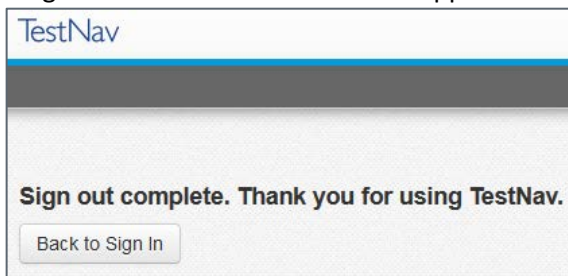 TestNav
Sign out complete. Thank you for using TestNav.
Back to Sign In